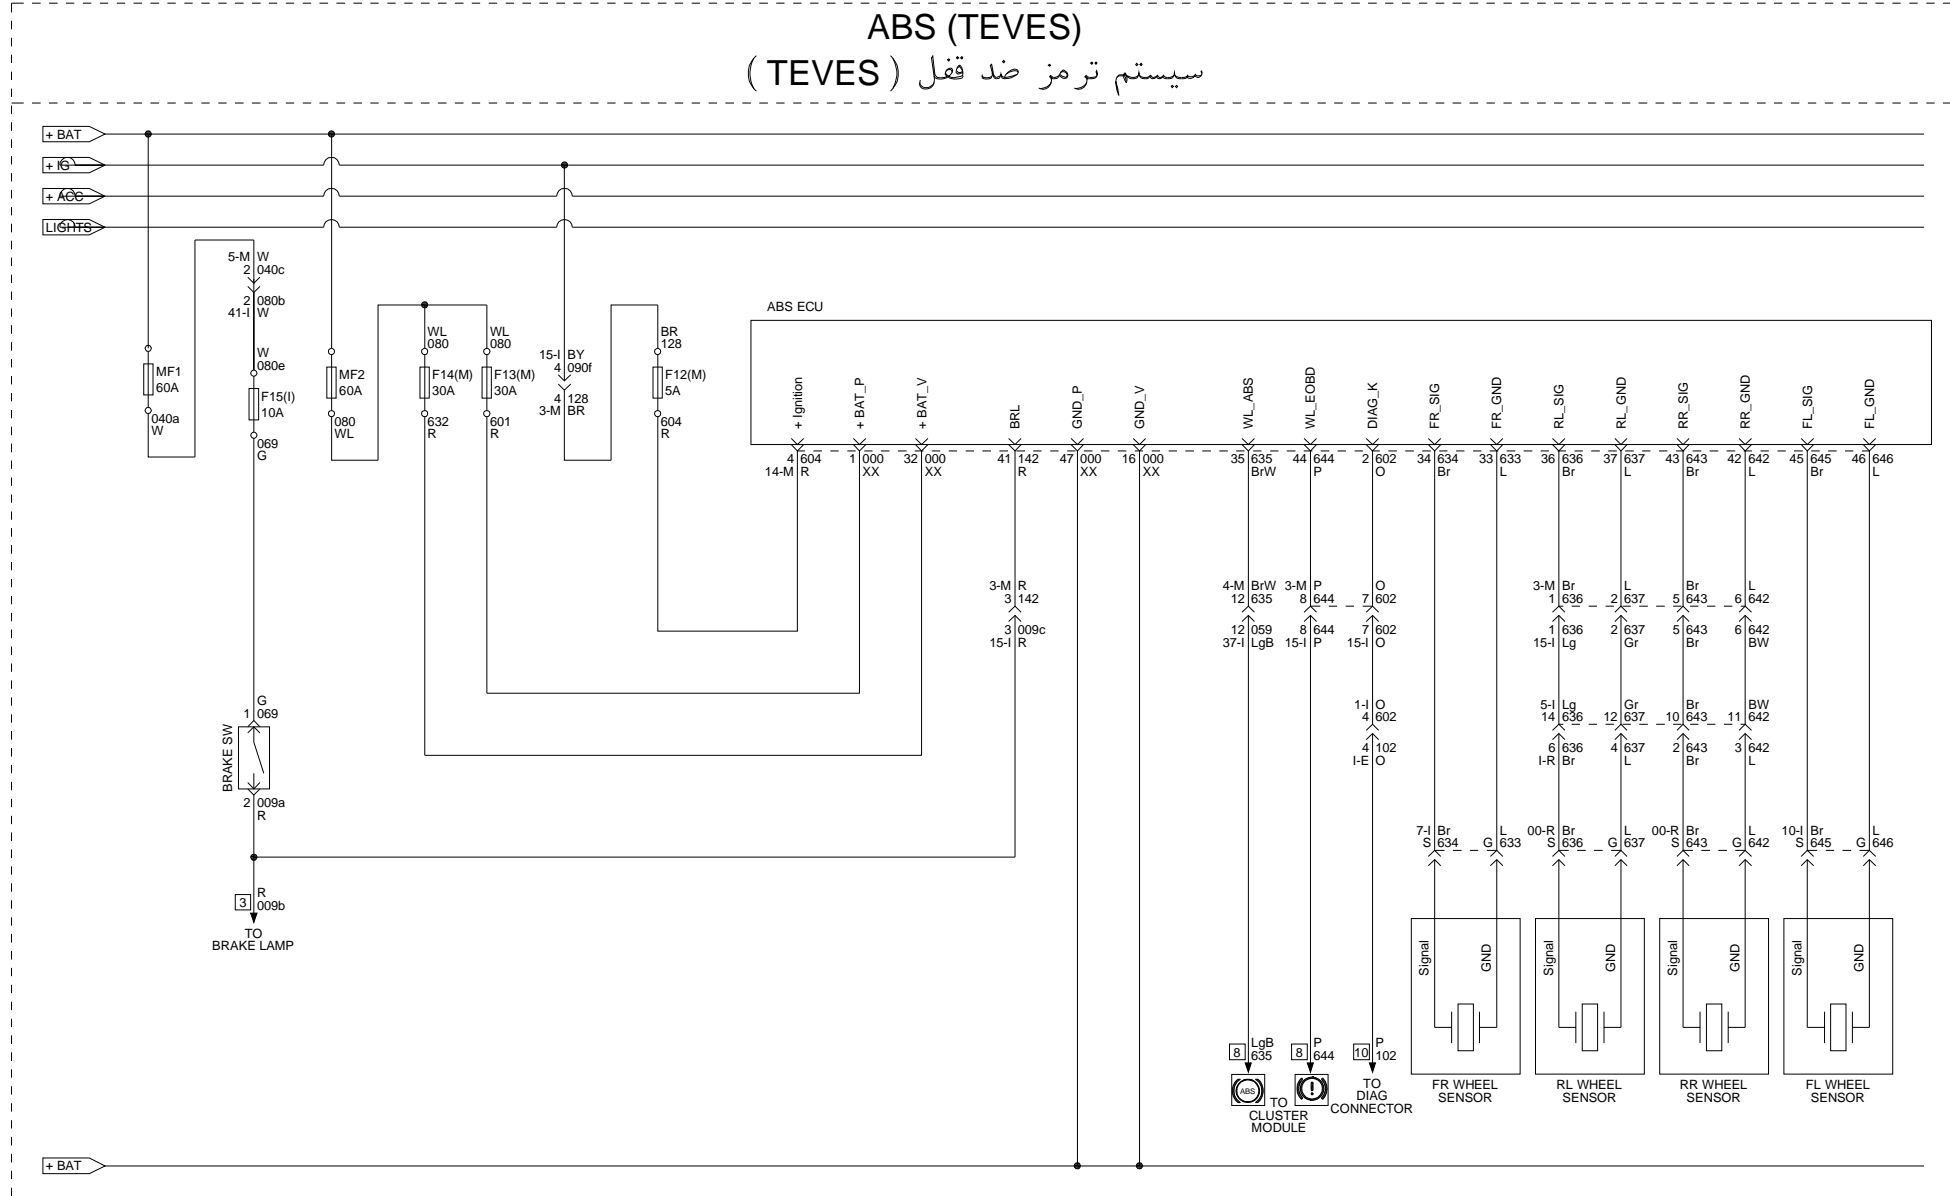 ABS (TEVES)
سیستم ترمز ضد قفل ( TEVES )
+ BAT
+ IG
+ ACC
LIGHTS
5-M W
2 040c
2 080b
41-I W
W
080e
F15(I)
10A
069
G
MF1
60A
040a
W
MF2
60A
080
WL
WL
080
F14(M)
30A
632
R
WL
080
F13(M)
30A
601
R
15-I BY
4 090f
4 128
3-M BR
BR
128
F12(M)
5A
604
R
ABS ECU
+ Ignition
+ BAT_P
+ BAT_V
BRL
GND_P
GND_V
WL_ABS
WL_EOBD
DIAG_K
FR_SIG
FR_GND
RL_SIG
RL_GND
RR_SIG
RR_GND
FL_SIG
FL_GND
4 604 1 000 32 000 41 142 47 000 16 000 35 635 44 644 2 602 34 634 33 633 36 636 37 637 43 643 42 642 45 645 46 646
14-M R XX XX R XX XX BrW P O Br L Br L Br L Br L
3-M R 4-M BrW 3-M P O 3-M Br L Br L
3 142 12 635 8 644 7 602 1 636 2 637 5 643 6 642
3 009c 12 059 8 644 7 602 1 636 2 637 5 643 6 642
15-I R 37-I LgB 15-I P 15-I O 15-I Lg Gr Br BW
1-I O 5-I Lg Gr Br BW
4 602 14 636 12 637 10 643 11 642
4 102 6 636 4 637 2 643 3 642
I-E O I-R Br L Br L
G
1 069
BRAKE SW
2 009a
R
R
3 009b
TO
BRAKE LAMP
7-I Br L 00-R Br L 00-R Br L 10-I Br L
S 634 G 633 S 636 G 637 S 643 G 642 S 645 G 646
Signal GND Signal GND Signal GND Signal GND
LgB P P
8 635 8 644 10 102
ABS
!
TO
CLUSTER
MODULE
TO
DIAG
CONNECTOR
FR WHEEL
SENSOR
RL WHEEL
SENSOR
RR WHEEL
SENSOR
FL WHEEL
SENSOR
+ BAT